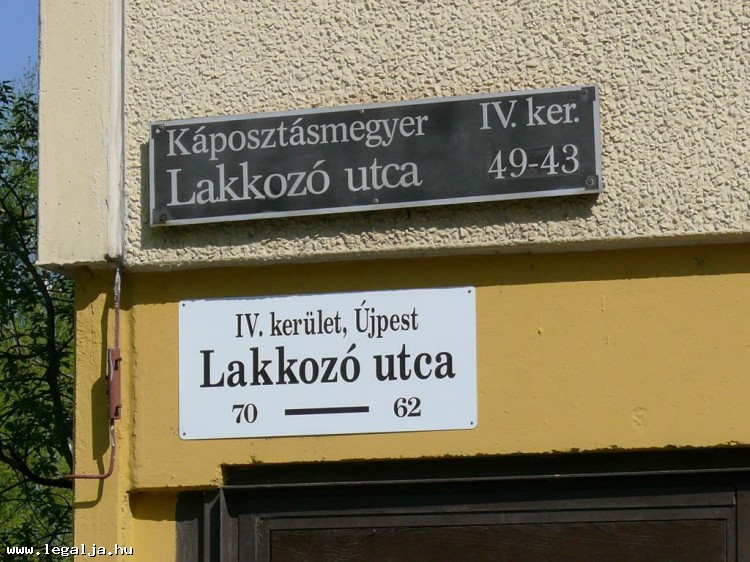 Káposztásmegyer IV. ker.
Lakkozó utca 49-43
IV. kerület, Újpest
Lakkozó utca
70 — 62
www.legalja.hu